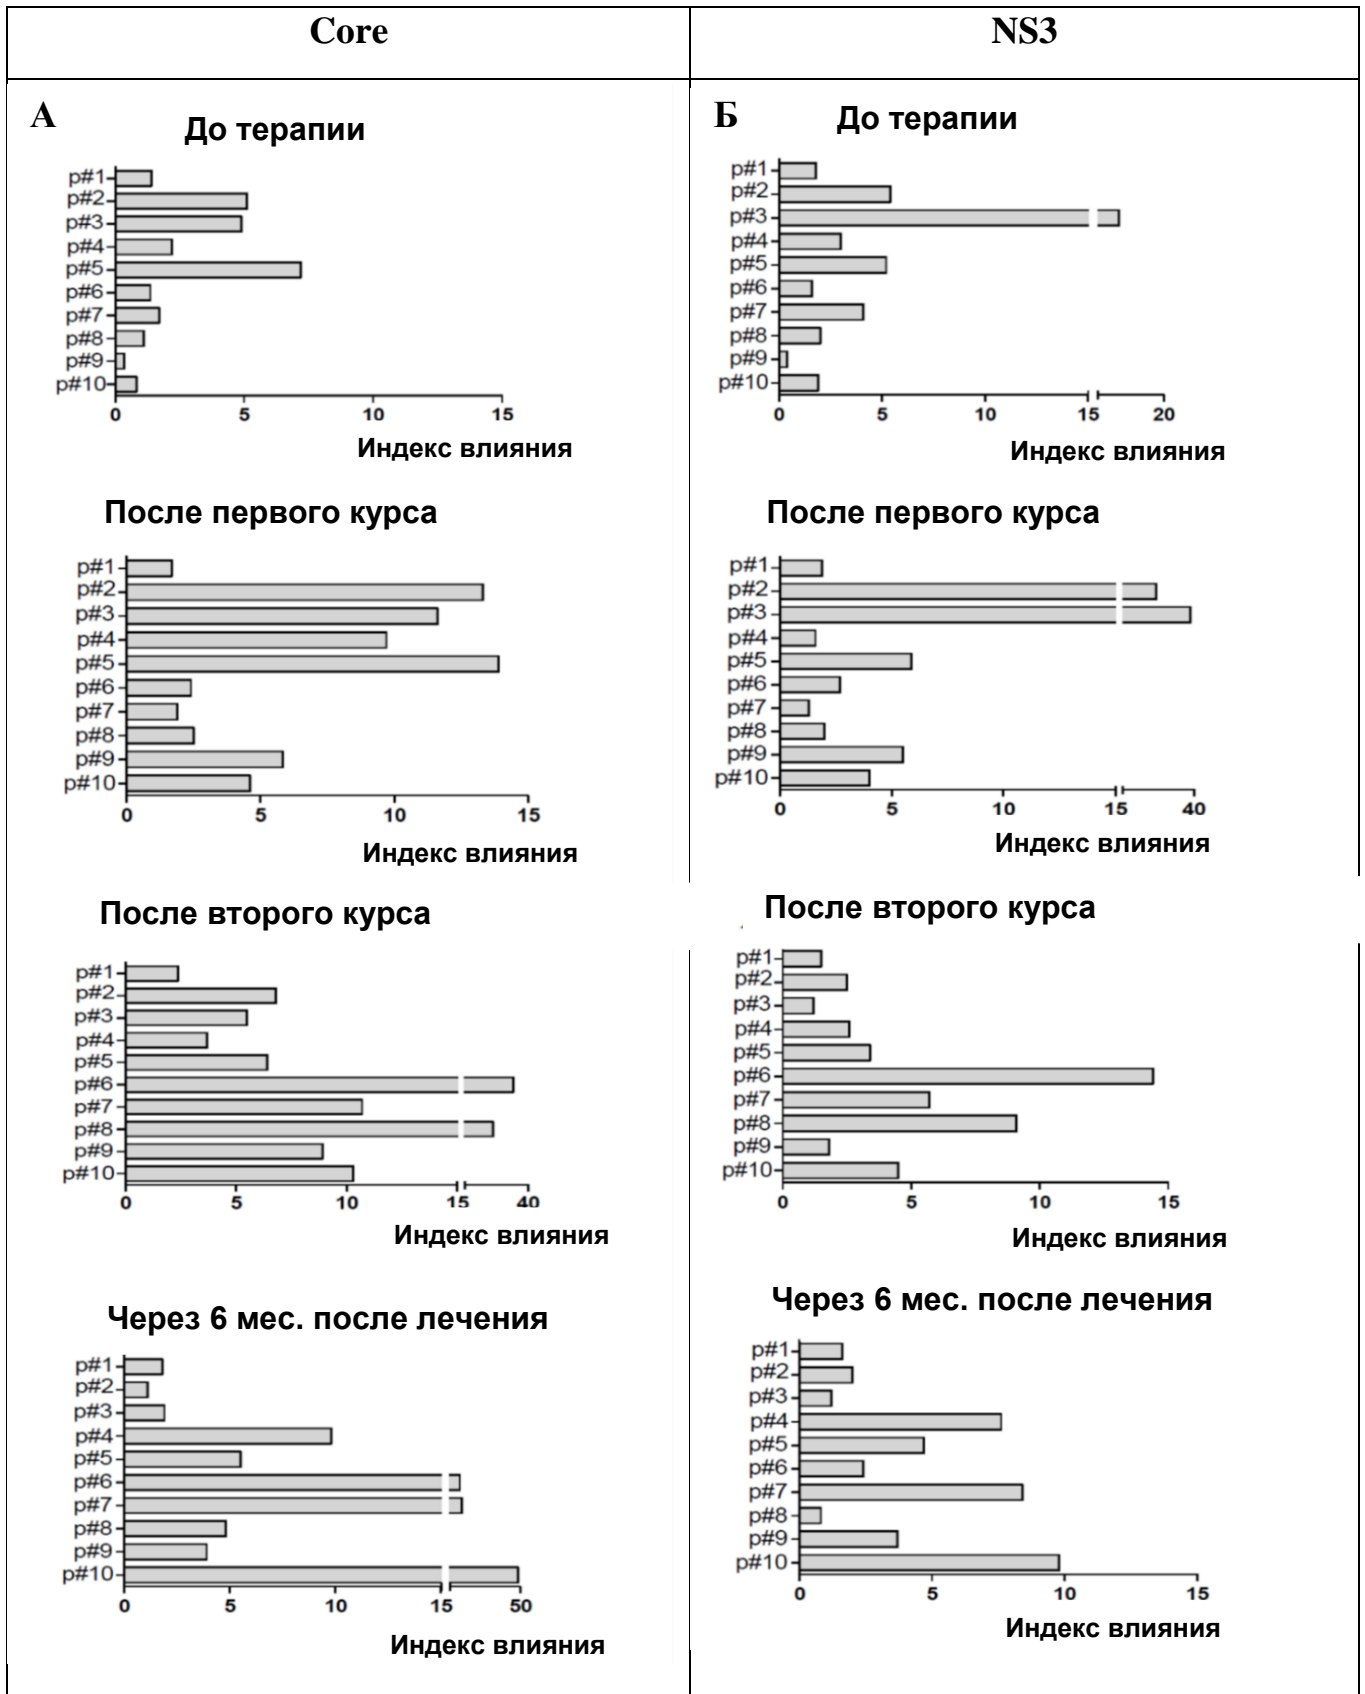 Core
NS3
А
До терапии
p#1
p#2
p#3
p#4
p#5
p#6
p#7
p#8
p#9
p#10
0 5 10 15
Индекс влияния
После первого курса
p#1
p#2
p#3
p#4
p#5
p#6
p#7
p#8
p#9
p#10
0 5 10 15
Индекс влияния
После второго курса
p#1
p#2
p#3
p#4
p#5
p#6
p#7
p#8
p#9
p#10
0 5 10 15 40
Индекс влияния
Через 6 мес. после лечения
p#1
p#2
p#3
p#4
p#5
p#6
p#7
p#8
p#9
p#10
0 5 10 15 50
Индекс влияния
Б
До терапии
p#1
p#2
p#3
p#4
p#5
p#6
p#7
p#8
p#9
p#10
0 5 10 15 20
Индекс влияния
После первого курса
p#1
p#2
p#3
p#4
p#5
p#6
p#7
p#8
p#9
p#10
0 5 10 15 40
Индекс влияния
После второго курса
p#1
p#2
p#3
p#4
p#5
p#6
p#7
p#8
p#9
p#10
0 5 10 15
Индекс влияния
Через 6 мес. после лечения
p#1
p#2
p#3
p#4
p#5
p#6
p#7
p#8
p#9
p#10
0 5 10 15
Индекс влияния